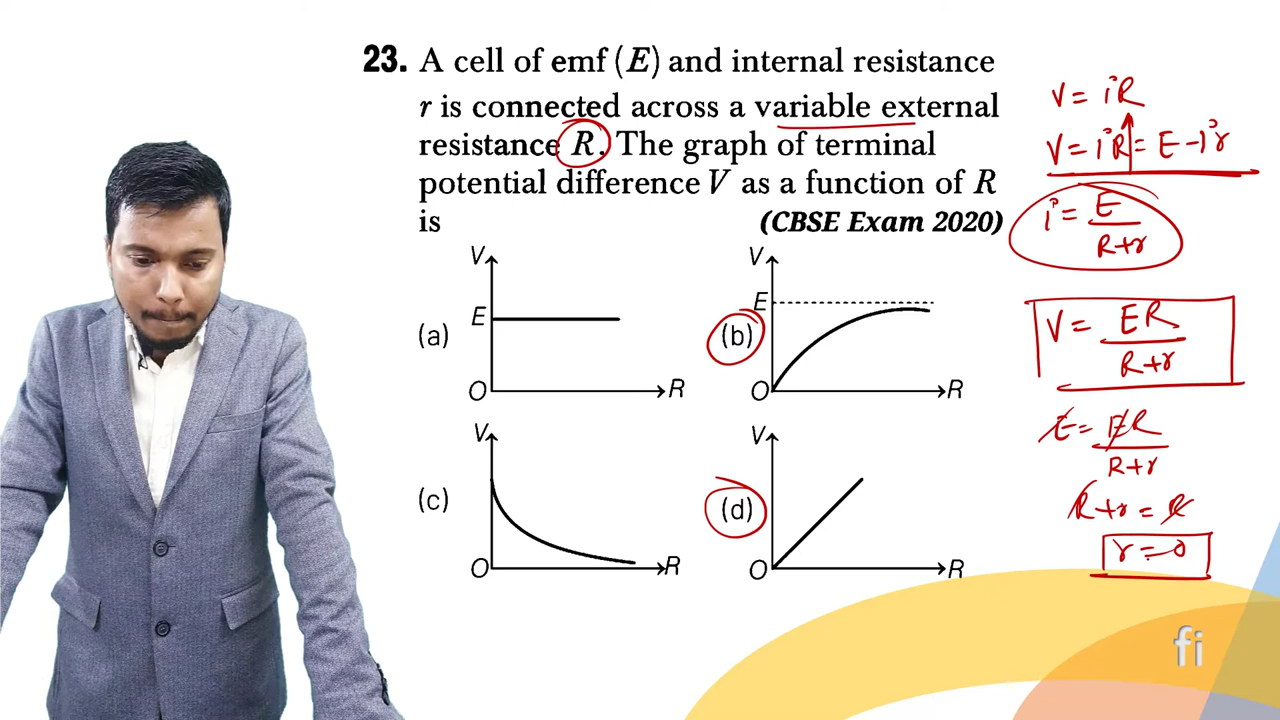 23. A cell of emf (E) and internal resistance
r is connected across a variable external
resistance R. The graph of terminal
potential difference V as a function of R
is (CBSE Exam 2020)
(a) V E O R
(b) V E O R
(c) V O R
(d) V O R
V = iR
V = iR = E - ir
i = E / R+r
V = ER / R+r
E = ER / R+r
R+r = R
r = 0
fi